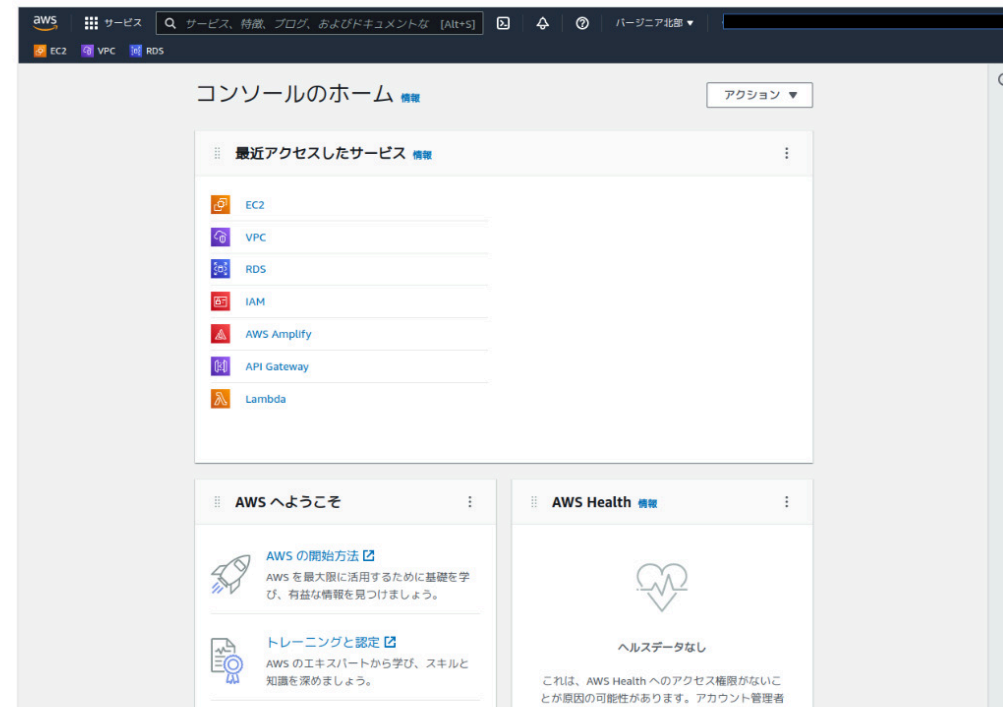 aws サービス サービス、特徴、ブログ、およびドキュメントな [Alt+S] バージニア北部
EC2 VPC RDS
コンソールのホーム 情報
アクション
最近アクセスしたサービス 情報
EC2
VPC
RDS
IAM
AWS Amplify
API Gateway
Lambda
AWS へようこそ
AWS の開始方法
AWS を最大限に活用するために基礎を学
び、有益な情報を見つけましょう。
トレーニングと認定
AWS のエキスパートから学び、スキルと
知識を深めましょう。
AWS Health 情報
ヘルスデータなし
これは、AWS Health へのアクセス権限がないこ
とが原因の可能性があります。アカウント管理者